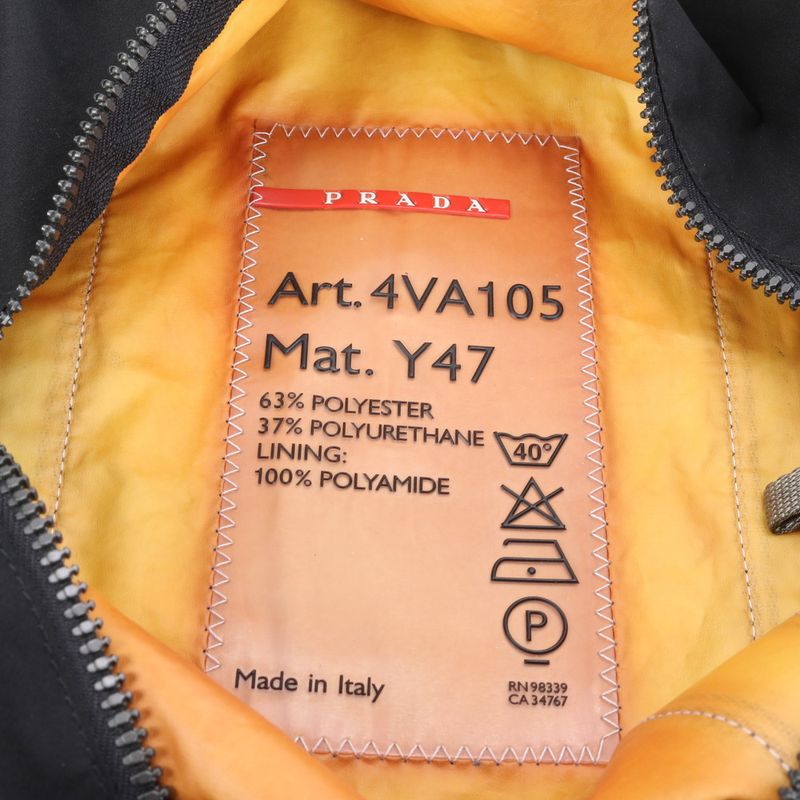 PRADA
Art. 4VA105
Mat. Y47
63% POLYESTER
37% POLYURETHANE
LINING:
100% POLYAMIDE
40°
P
Made in Italy
RN 98339
CA 34767